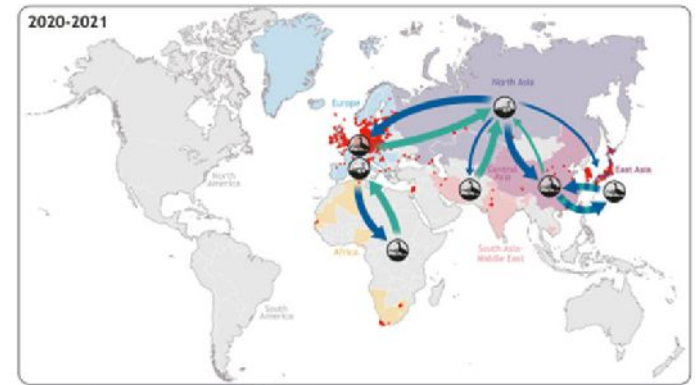 2020-2021
North Asia
Europe
North
America
Central
Asia
East Asia
Africa
South Asia-
Middle East
South
America